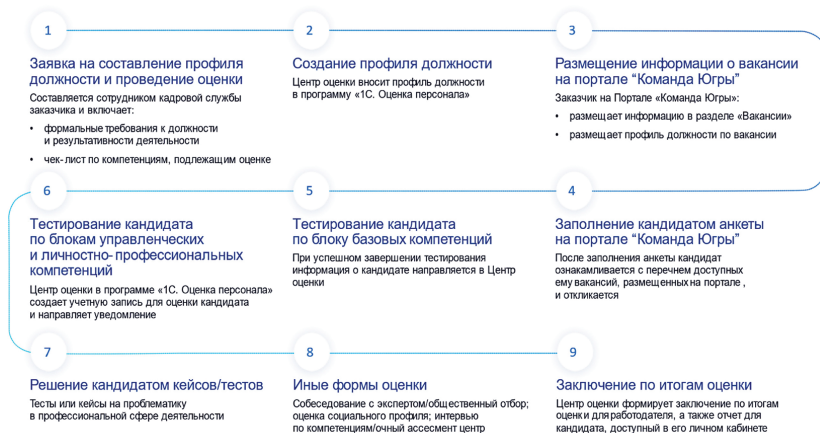 1
Заявка на составление профиля
должности и проведение оценки
Составляется сотрудником кадровой службы
заказчика и включает:
• формальные требования к должности
и результативности деятельности
• чек-лист по компетенциям, подлежащим оценке
2
Создание профиля должности
Центр оценки вносит профиль должности
в программу «1С. Оценка персонала»
3
Размещение информации о вакансии
на портале “Команда Югры”
Заказчик на Портале «Команда Югры»:
• размещает информацию в разделе «Вакансии»
• размещает профиль должности по вакансии
4
Заполнение кандидатом анкеты
на портале “Команда Югры”
После заполнения анкеты кандидат
ознакамливается с перечнем доступных
ему вакансий, размещенных на портале ,
и откликается
5
Тестирование кандидата
по блоку базовых компетенций
При успешном завершении тестирования
информация о кандидате направляется в Центр
оценки
6
Тестирование кандидата
по блокам управленческих
и личностно- профессиональных
компетенций
Центр оценки в программе «1С. Оценка персонала»
создает учетную запись для оценки кандидата
и направляет уведомление
7
Решение кандидатом кейсов/тестов
Тесты или кейсы на проблематику
в профессиональной сфере деятельности
8
Иные формы оценки
Собеседование с экспертом/общественный отбор;
оценка социального профиля; интервью
по компетенциям/очный ассесмент центр
9
Заключение по итогам оценки
Центр оценки формирует заключение по итогам
оценки для работодателя, а также отчет для
кандидата, доступный в его личном кабинете